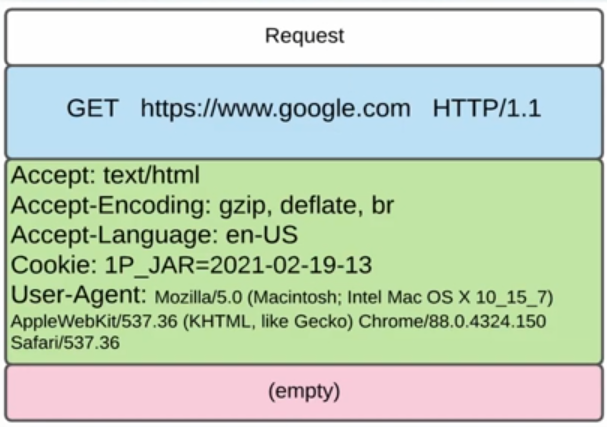 Request
GET https://www.google.com HTTP/1.1
Accept: text/html
Accept-Encoding: gzip, deflate, br
Accept-Language: en-US
Cookie: 1P_JAR=2021-02-19-13
User-Agent: Mozilla/5.0 (Macintosh; Intel Mac OS X 10_15_7)
AppleWebKit/537.36 (KHTML, like Gecko) Chrome/88.0.4324.150
Safari/537.36
(empty)